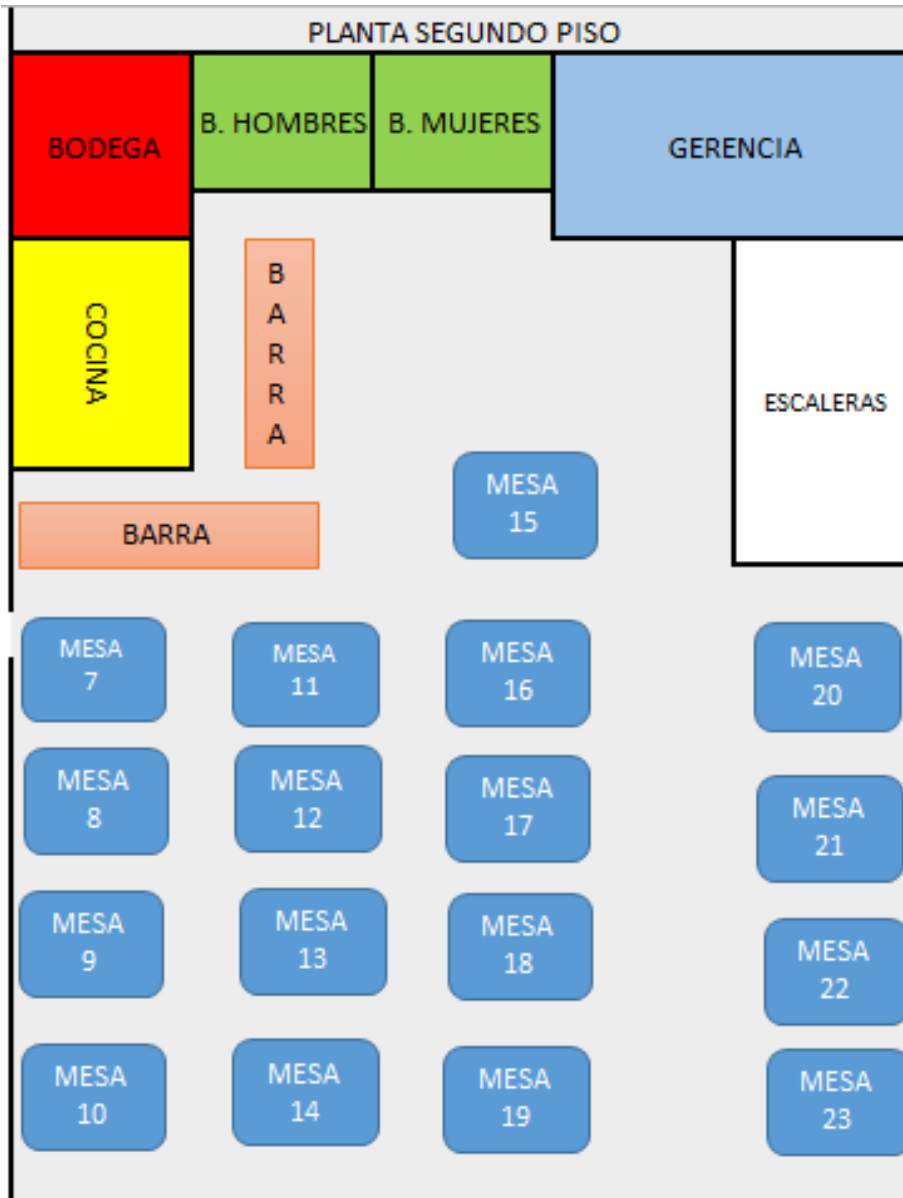 PLANTA SEGUNDO PISO
BODEGA
B. HOMBRES
B. MUJERES
GERENCIA
COCINA
B
A
R
R
A
ESCALERAS
BARRA
MESA
15
MESA
7
MESA
11
MESA
16
MESA
20
MESA
8
MESA
12
MESA
17
MESA
21
MESA
9
MESA
13
MESA
18
MESA
22
MESA
10
MESA
14
MESA
19
MESA
23